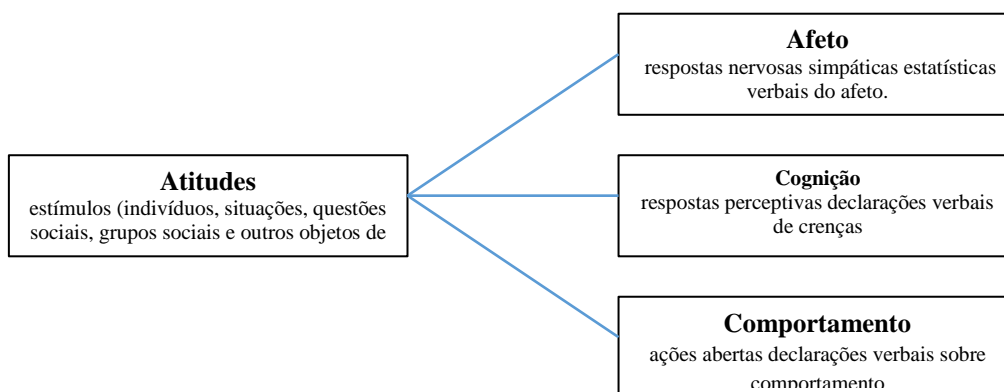 Afeto
respostas nervosas simpáticas estatísticas
verbais do afeto.
Atitudes
estímulos (indivíduos, situações, questões
sociais, grupos sociais e outros objetos de
Cognição
respostas perceptivas declarações verbais
de crenças
Comportamento
ações abertas declarações verbais sobre
comportamento